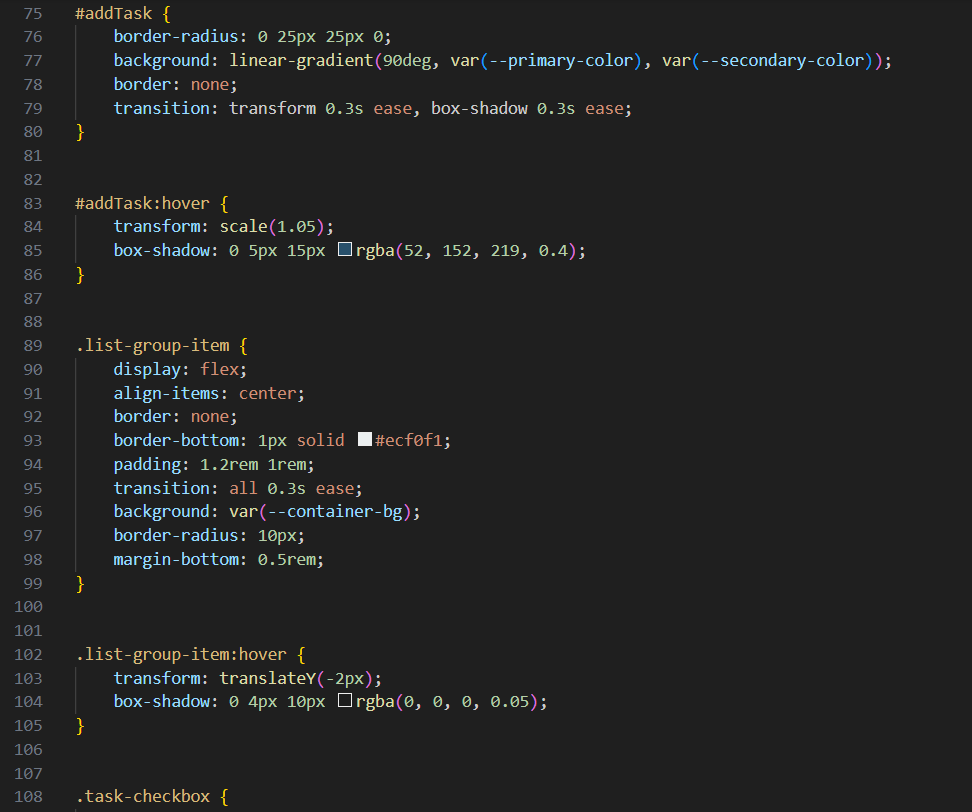 75 #addTask {
76     border-radius: 0 25px 25px 0;
77     background: linear-gradient(90deg, var(--primary-color), var(--secondary-color));
78     border: none;
79     transition: transform 0.3s ease, box-shadow 0.3s ease;
80 }
81
82
83 #addTask:hover {
84     transform: scale(1.05);
85     box-shadow: 0 5px 15px rgba(52, 152, 219, 0.4);
86 }
87
88
89 .list-group-item {
90     display: flex;
91     align-items: center;
92     border: none;
93     border-bottom: 1px solid #ecf0f1;
94     padding: 1.2rem 1rem;
95     transition: all 0.3s ease;
96     background: var(--container-bg);
97     border-radius: 10px;
98     margin-bottom: 0.5rem;
99 }
100
101
102 .list-group-item:hover {
103     transform: translateY(-2px);
104     box-shadow: 0 4px 10px rgba(0, 0, 0, 0.05);
105 }
106
107
108 .task-checkbox {